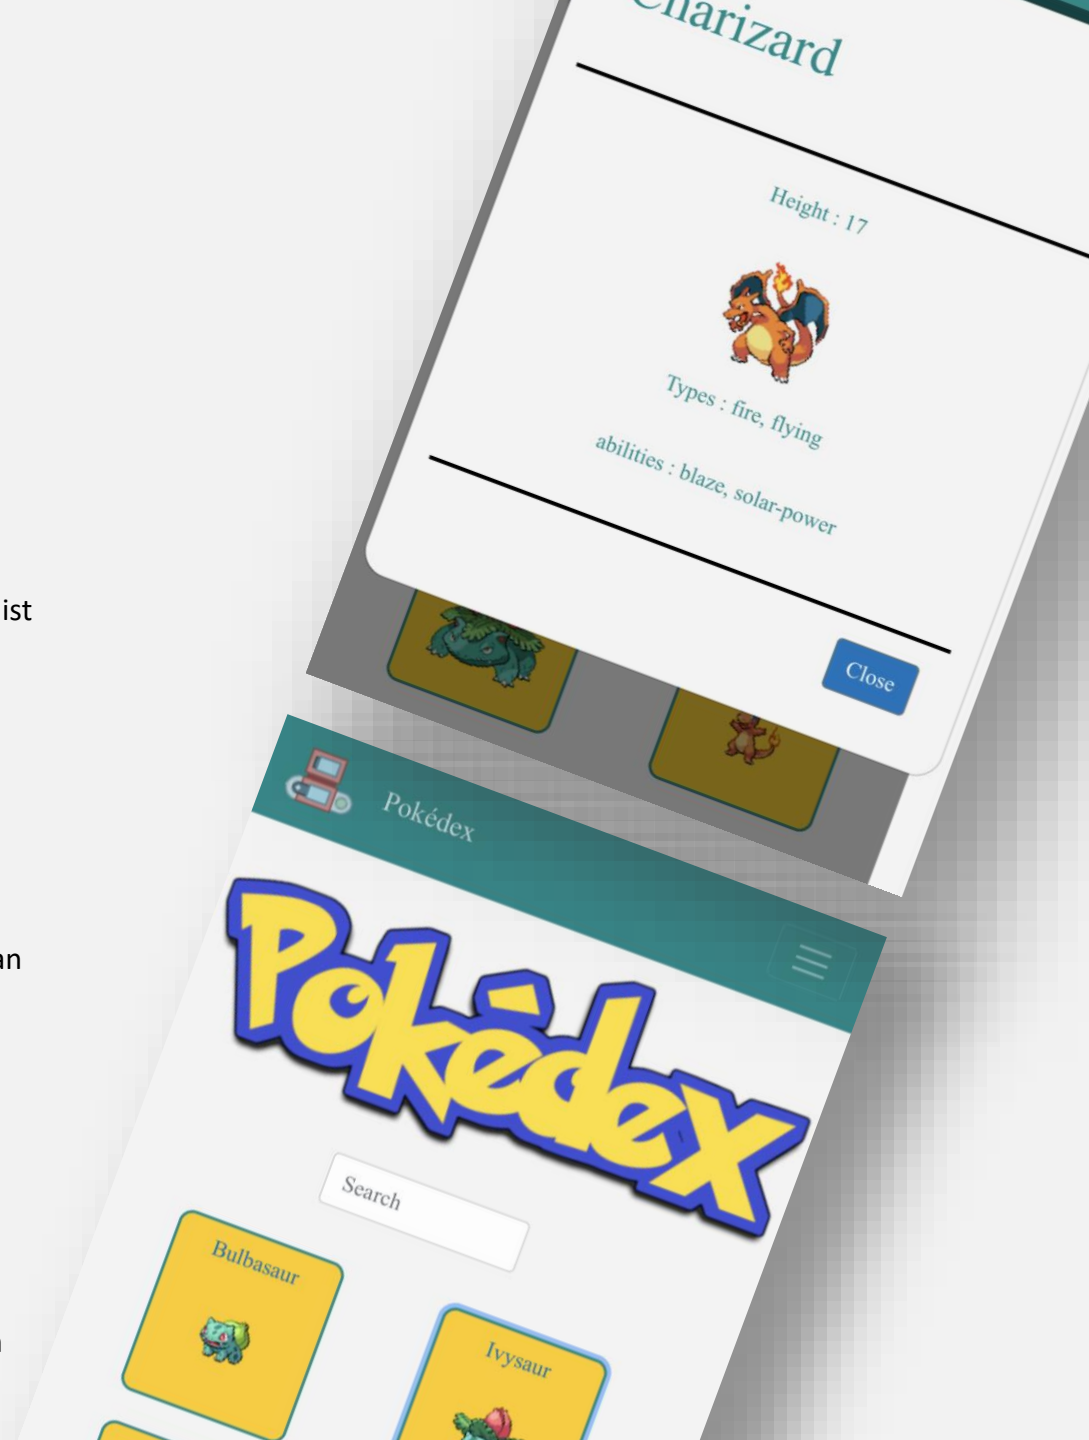 Charizard
Height : 17
Types : fire, flying
abilities : blaze, solar-power
Close
ist
Pokédex
an
Pokédex
Search
Bulbasaur
Ivysaur